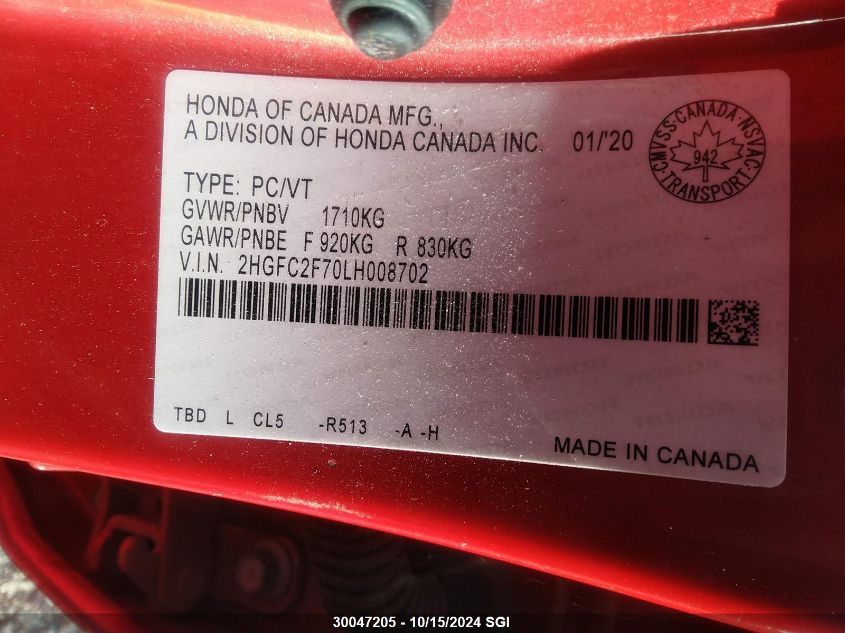 HONDA OF CANADA MFG.,
A DIVISION OF HONDA CANADA INC. 01/'20
CMVSS·CANADA·NSVAC
942
TRANSPORT
TYPE: PC/VT
GVWR/PNBV 1710KG
GAWR/PNBE F 920KG R 830KG
V.I.N. 2HGFC2F70LH008702
TBD L CL5 -R513 -A -H
MADE IN CANADA
30047205 - 10/15/2024 SGI